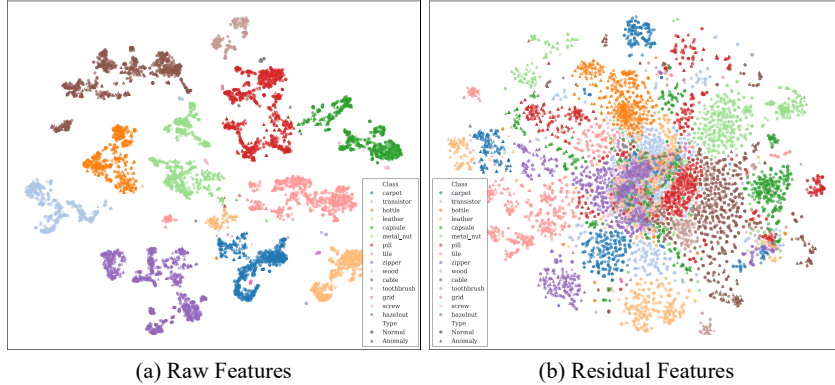 Class
carpet
transistor
bottle
leather
capsule
metal_nut
pill
tile
zipper
wood
cable
toothbrush
grid
screw
hazelnut
Type
Normal
Anomaly
Class
carpet
transistor
bottle
leather
capsule
metal_nut
pill
tile
zipper
wood
cable
toothbrush
grid
screw
hazelnut
Type
Normal
Anomaly
(a) Raw Features
(b) Residual Features